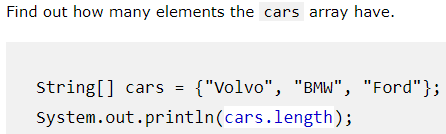 Find out how many elements the cars array have.
String[] cars = {"Volvo", "BMW", "Ford"};
System.out.println(cars.length);